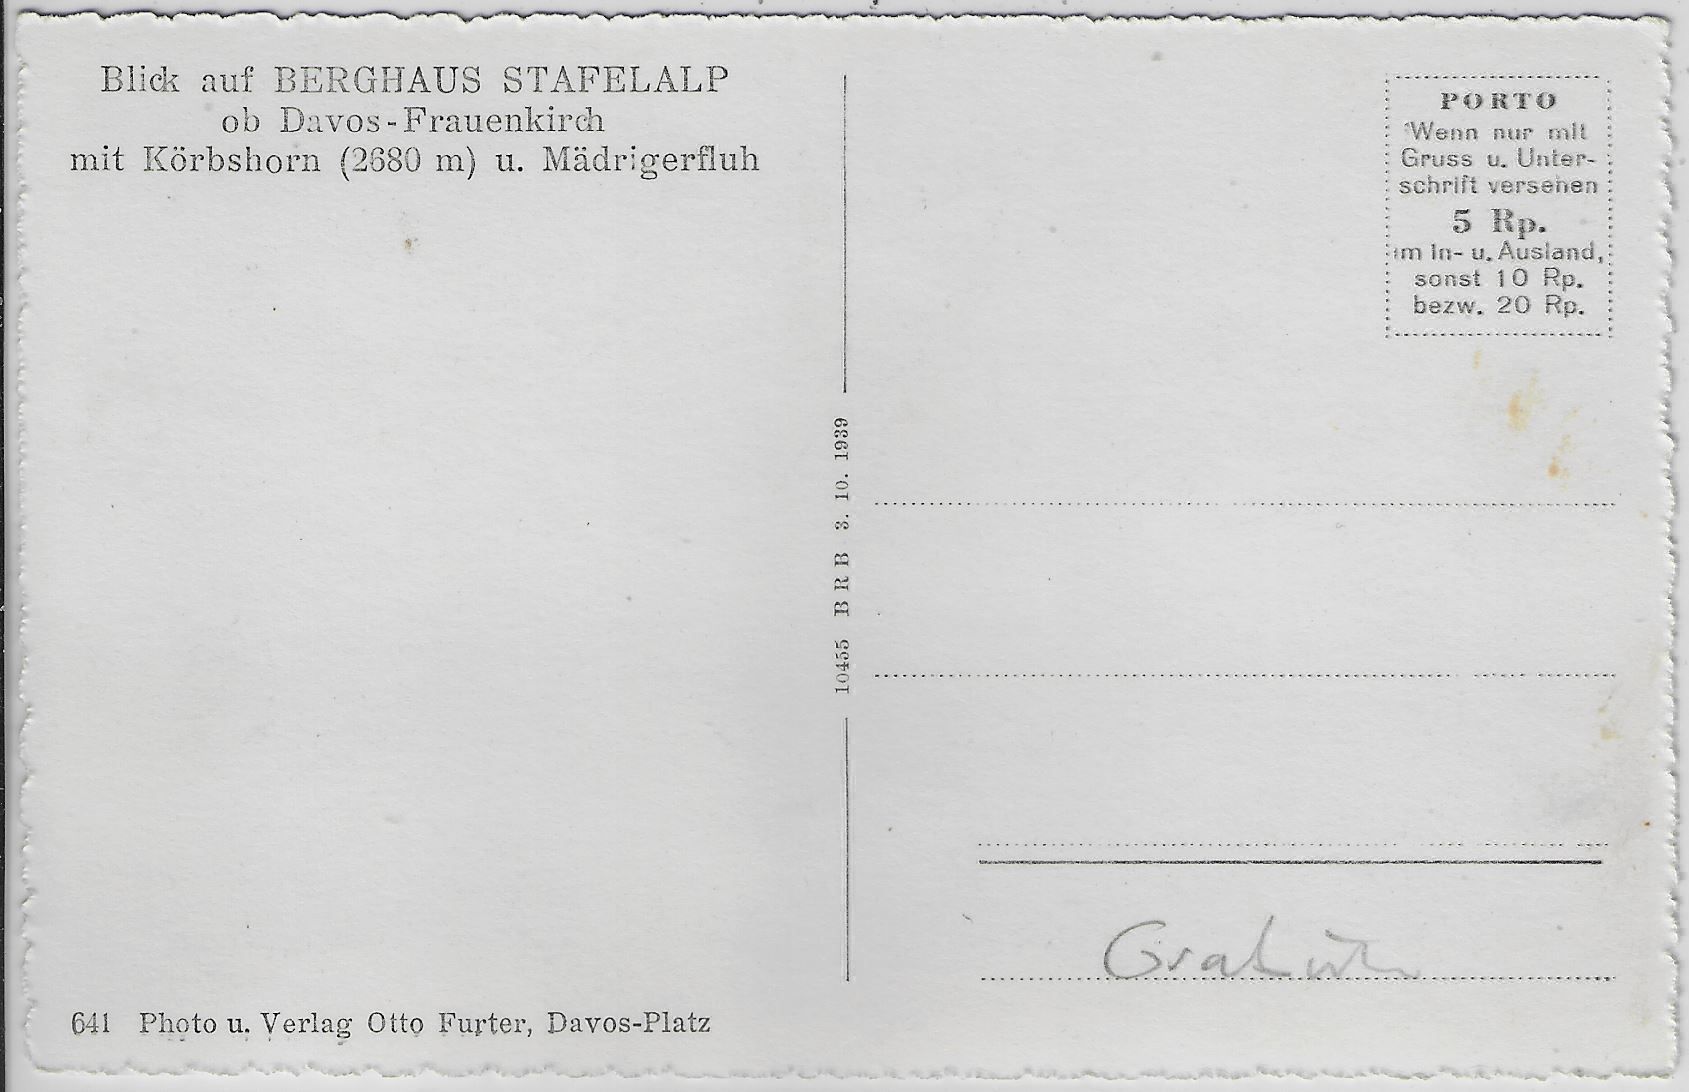 Blick auf BERGHAUS STAFELALP
ob Davos-Frauenkirch
mit Körbshorn (2680 m) u. Mädrigerfluh
641 Photo u. Verlag Otto Furter, Davos-Platz
10455 BRB 3. 10. 1939
PORTO
Wenn nur mit
Gruss u. Unter-
schrift versehen
5 Rp.
im In- u. Ausland,
sonst 10 Rp.
bezw. 20 Rp.